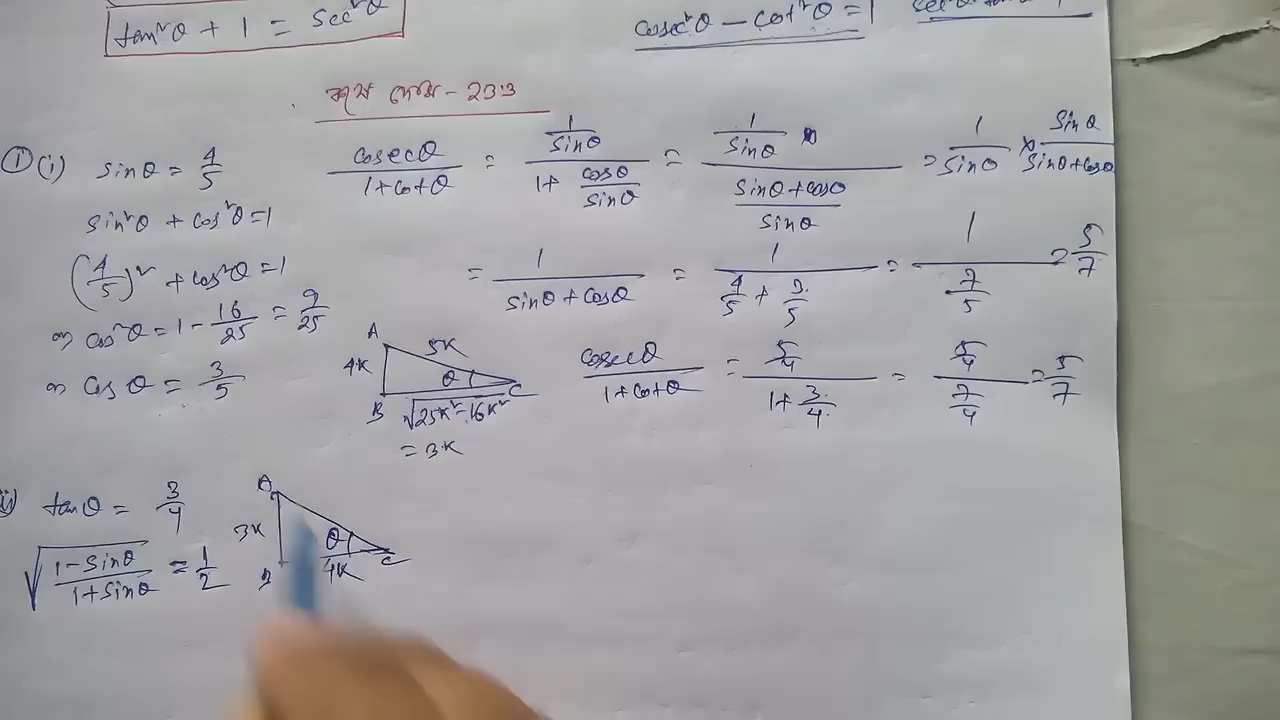 tan²θ + 1 = sec²θ
cosec²θ - cot²θ = 1
কষে দেখি - 23.3
① (i) sinθ = 4/5
sin²θ + cos²θ = 1
(4/5)² + cos²θ = 1
⇒ cos²θ = 1 - 16/25 = 9/25
⇒ cosθ = 3/5
cosecθ/(1+cotθ) = (1/sinθ)/(1 + cosθ/sinθ) = (1/sinθ)/((sinθ+cosθ)/sinθ) = 1/sinθ × sinθ/(sinθ+cosθ)
= 1/(sinθ+cosθ) = 1/(4/5 + 3/5) = 1/(7/5) = 5/7
A
4K
5K
θ
B
C
√25K²-16K²
= 3K
cosecθ/(1+cotθ) = (5/4)/(1+3/4) = (5/4)/(7/4) = 5/7
ii) tanθ = 3/4
√(1-sinθ)/(1+sinθ) = 1/2
A
3K
θ
4K
C